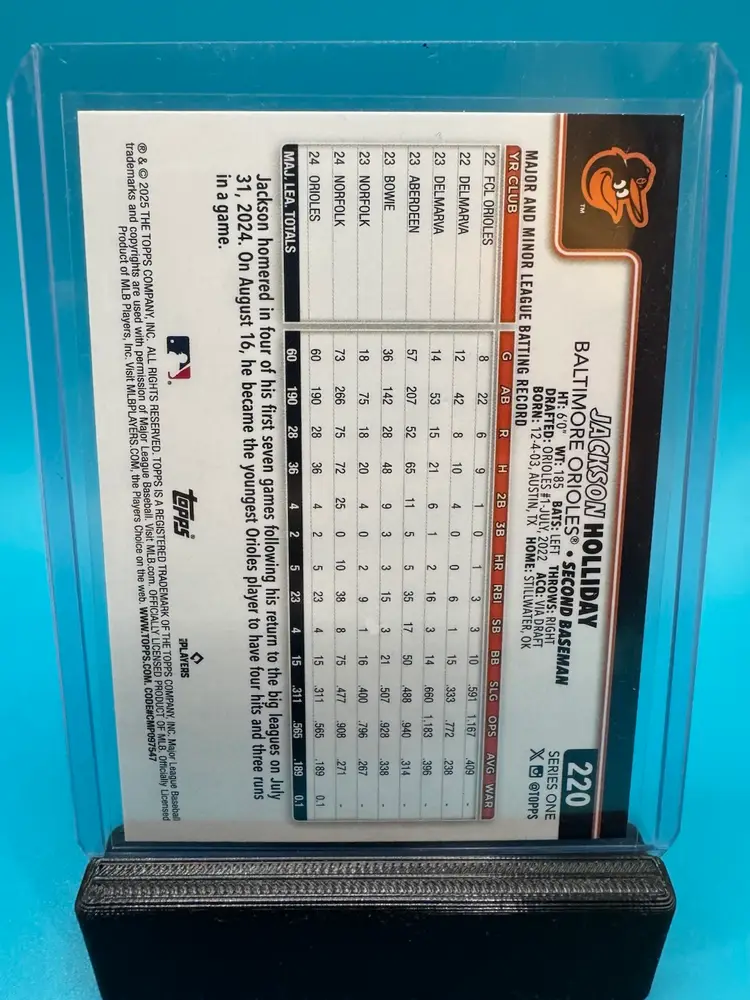 JACKSON HOLLIDAY
BALTIMORE ORIOLES® • SECOND BASEMAN
HT: 6'0" WT: 185 BATS: LEFT THROWS: RIGHT
DRAFTED: ORIOLES #1-JULY, 2022 ACQ: VIA DRAFT
BORN: 12-4-03, AUSTIN, TX HOME: STILLWATER, OK
220
SERIES ONE
X @TOPPS
TM
MAJOR AND MINOR LEAGUE BATTING RECORD
YR CLUB G AB R H 2B 3B HR RBI SB BB SLG OPS AVG WAR
22 FCL ORIOLES 8 22 6 9 1 0 1 3 3 10 .591 1.167 .409 -
22 DELMARVA 12 42 8 10 4 0 0 6 1 15 .333 .772 .238 -
23 DELMARVA 14 53 15 21 6 1 2 16 3 14 .660 1.183 .396 -
23 ABERDEEN 57 207 52 65 11 5 5 35 17 50 .488 .940 .314 -
23 BOWIE 36 142 28 48 9 3 3 15 3 21 .507 .928 .338 -
23 NORFOLK 18 75 18 20 4 0 2 9 1 16 .400 .796 .267 -
24 NORFOLK 73 266 75 72 25 0 10 38 8 75 .477 .908 .271 -
24 ORIOLES 60 190 28 36 4 2 5 23 4 15 .311 .565 .189 0.1
MAJ. LEA. TOTALS 60 190 28 36 4 2 5 23 4 15 .311 .565 .189 0.1
Jackson homered in four of his first seven games following his return to the big leagues on July
31, 2024. On August 16, he became the youngest Orioles player to have four hits and three runs
in a game.
topps®
PLAYERS
® & © 2025 THE TOPPS COMPANY, INC. ALL RIGHTS RESERVED. TOPPS IS A REGISTERED TRADEMARK OF THE TOPPS COMPANY, INC. Major League Baseball
trademarks and copyrights are used with permission of Major League Baseball. Visit MLB.com. OFFICIALLY LICENSED PRODUCT OF MLB. Officially Licensed
Product of MLB Players, Inc. Visit MLBPLAYERS.COM, the Players Choice on the web. WWW.TOPPS.COM. CODE#CMP097547